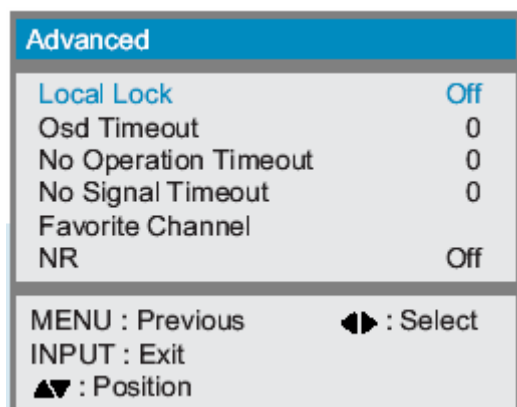 Advanced
Local Lock Off
Osd Timeout 0
No Operation Timeout 0
No Signal Timeout 0
Favorite Channel
NR Off
MENU : Previous ◀▶ : Select
INPUT : Exit
▲▼ : Position